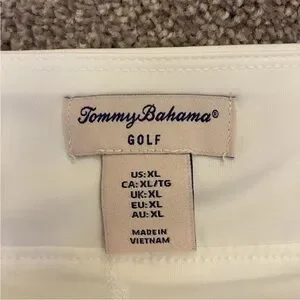 Tommy Bahama®
GOLF
US: XL
CA: XL/TG
UK: XL
EU: XL
AU: XL
MADE IN
VIETNAM